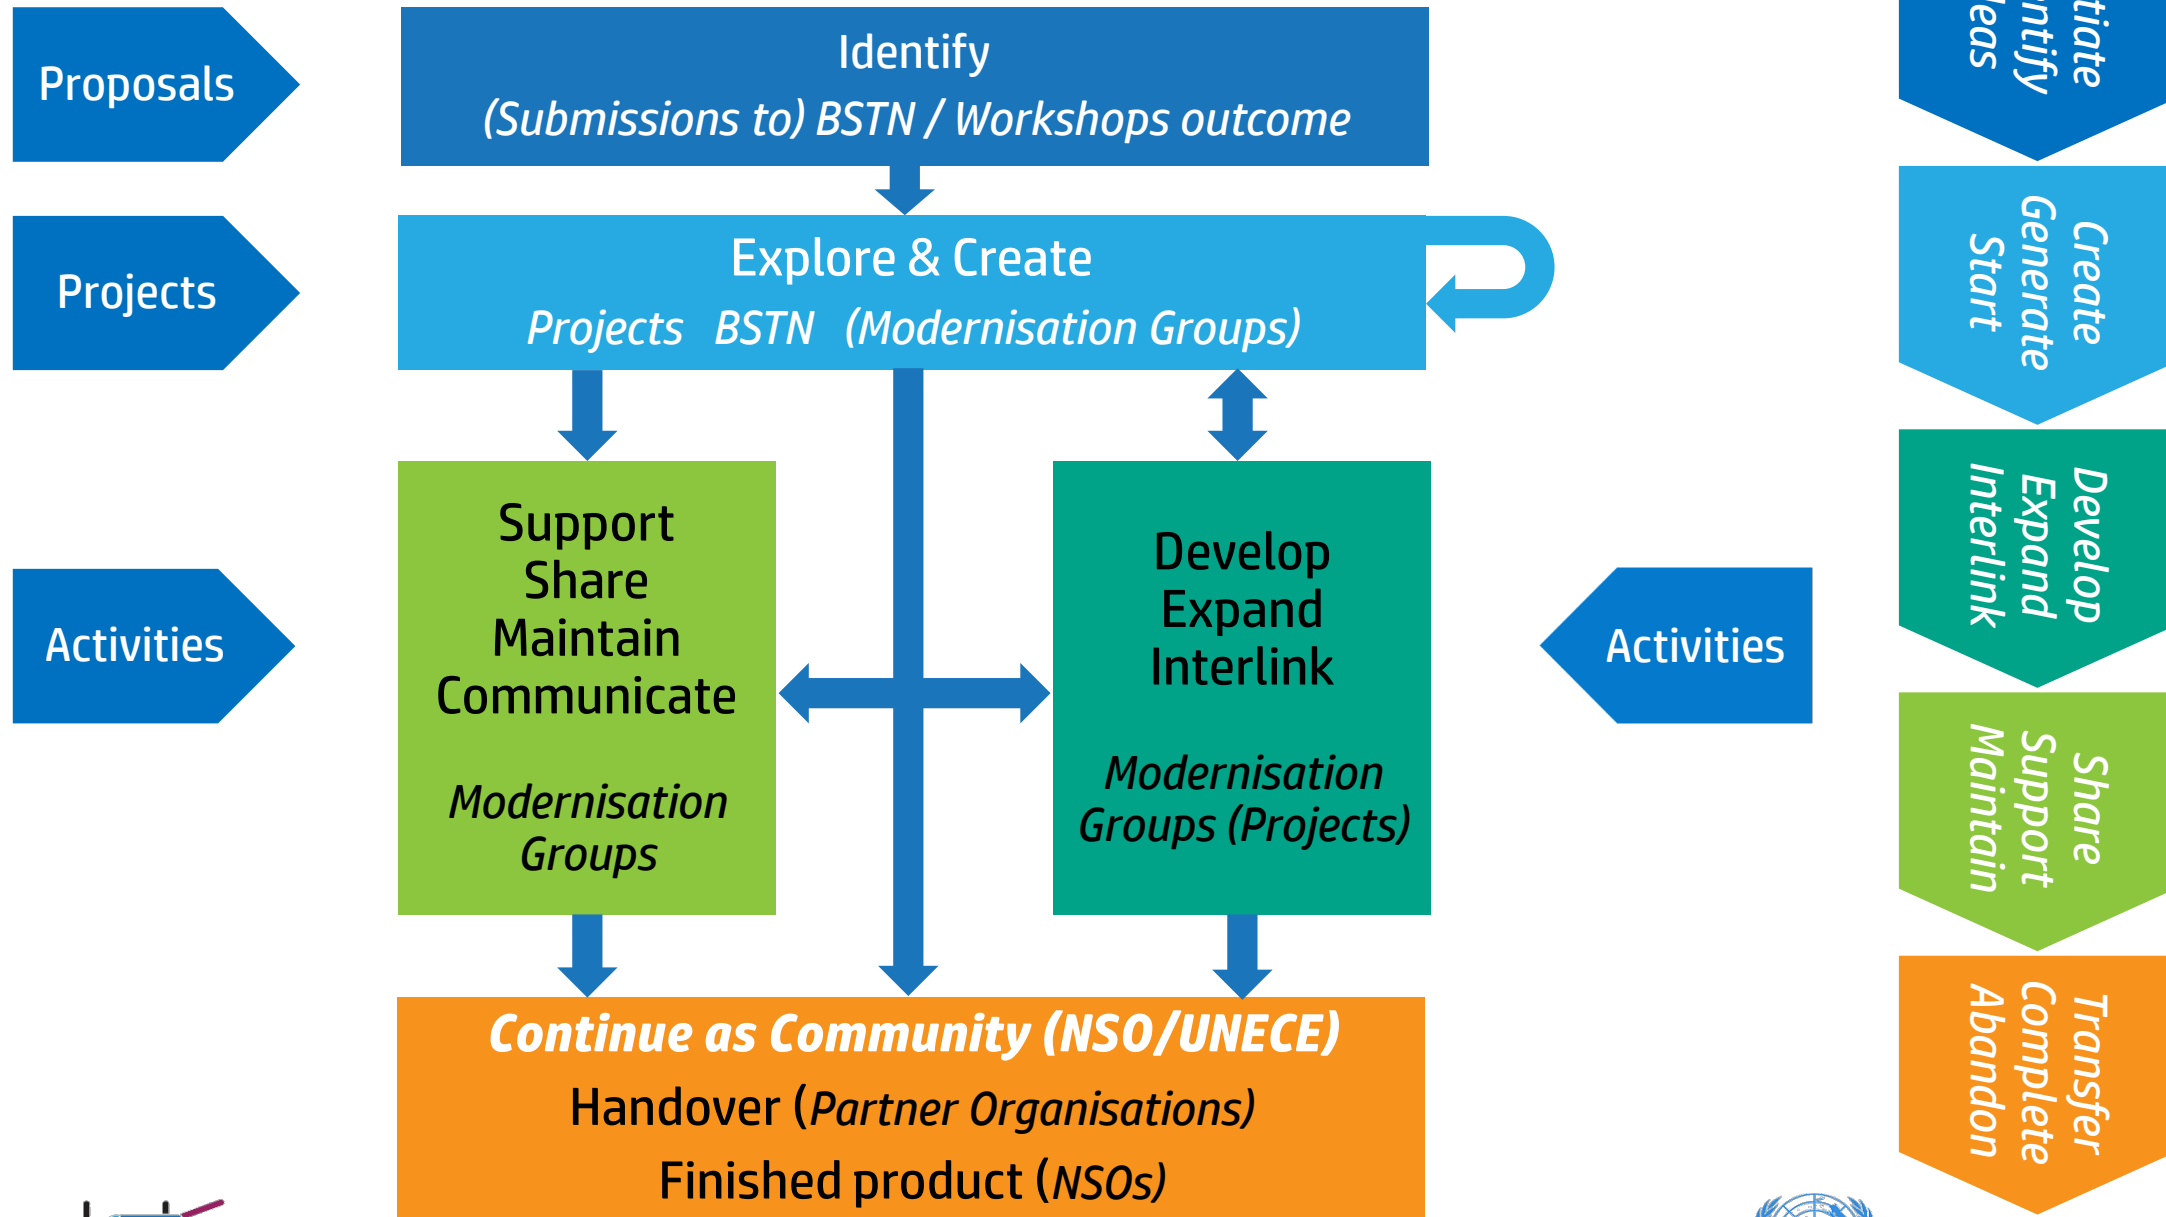 Proposals
Identify
(Submissions to) BSTN / Workshops outcome
Projects
Explore & Create
Projects BSTN (Modernisation Groups)
Activities
Support
Share
Maintain
Communicate
Modernisation
Groups
Develop
Expand
Interlink
Modernisation
Groups (Projects)
Activities
Continue as Community (NSO/UNECE)
Handover (Partner Organisations)
Finished product (NSOs)
Create
Generate
Start
Develop
Expand
Interlink
Share
Support
Maintain
Transfer
Complete
Abandon